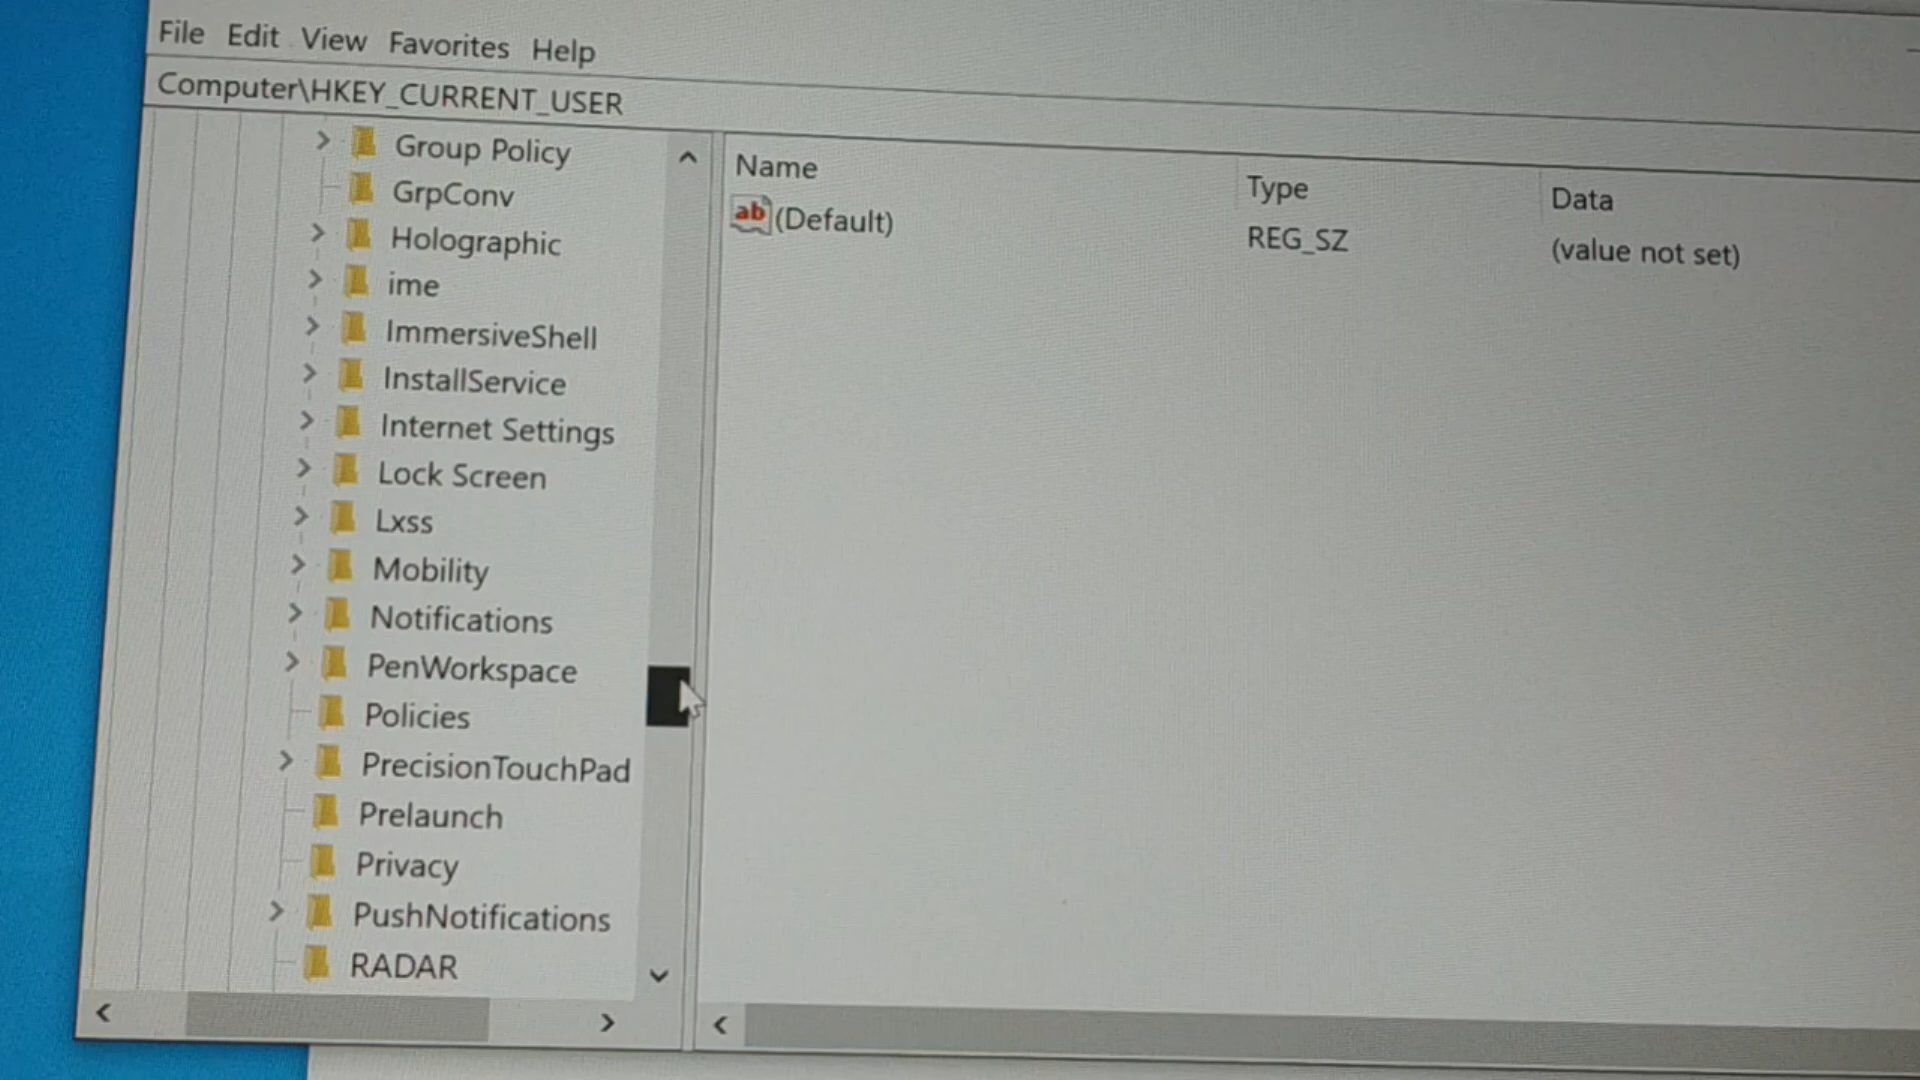 File Edit View Favorites Help
Computer\HKEY_CURRENT_USER
Group Policy
GrpConv
Holographic
ime
ImmersiveShell
InstallService
Internet Settings
Lock Screen
Lxss
Mobility
Notifications
PenWorkspace
Policies
PrecisionTouchPad
Prelaunch
Privacy
PushNotifications
RADAR
Name Type Data
ab (Default) REG_SZ (value not set)